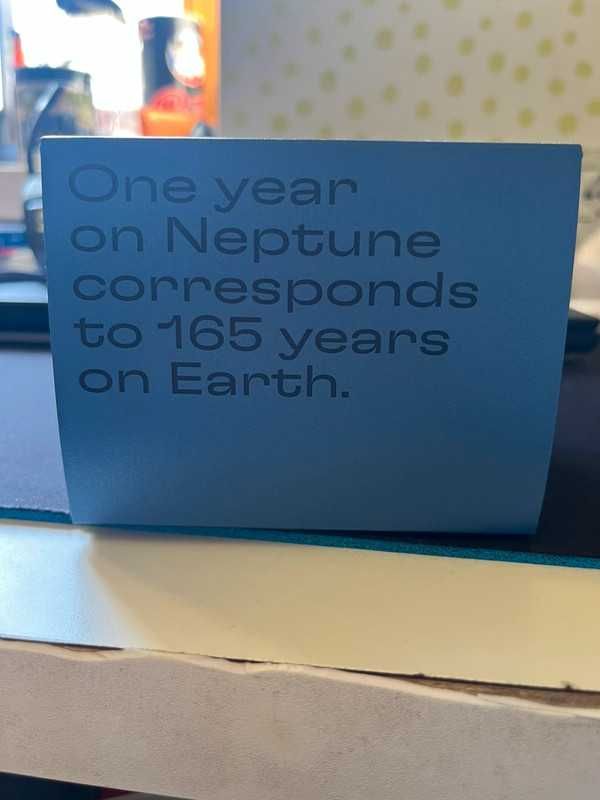 One year
on Neptune
corresponds
to 165 years
on Earth.